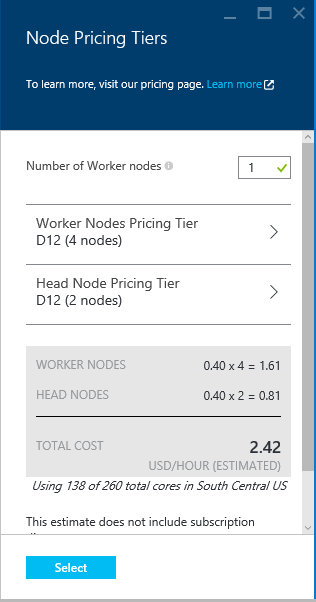 Node Pricing Tiers
To learn more, visit our pricing page. Learn more
Number of Worker nodes
1
Worker Nodes Pricing Tier
D12 (4 nodes)
Head Node Pricing Tier
D12 (2 nodes)
WORKER NODES 0.40 x 4 = 1.61
HEAD NODES 0.40 x 2 = 0.81
TOTAL COST 2.42
USD/HOUR (ESTIMATED)
Using 138 of 260 total cores in South Central US
This estimate does not include subscription
Select